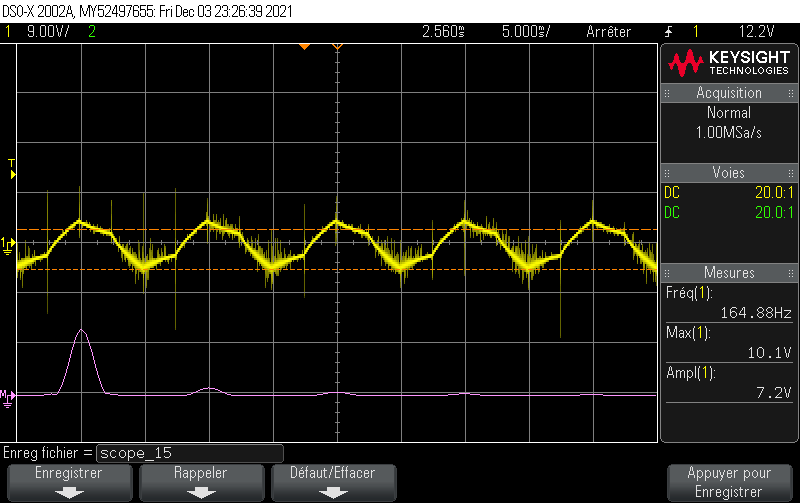 DSO-X 2002A, MY52497655: Fri Dec 03 23:26:39 2021
1 9.00V/ 2 2.560s 5.000s/ Arrêter 1 12.2V
KEYSIGHT
TECHNOLOGIES
Acquisition
Normal
1.00MSa/s
Voies
DC 20.0:1
DC 20.0:1
Mesures
Fréq(1):
164.88Hz
Max(1):
10.1V
Ampl(1):
7.2V
T
1
M
Enreg fichier = scope_15
Enregistrer
Rappeler
Défaut/Effacer
Appuyer pour
Enregistrer